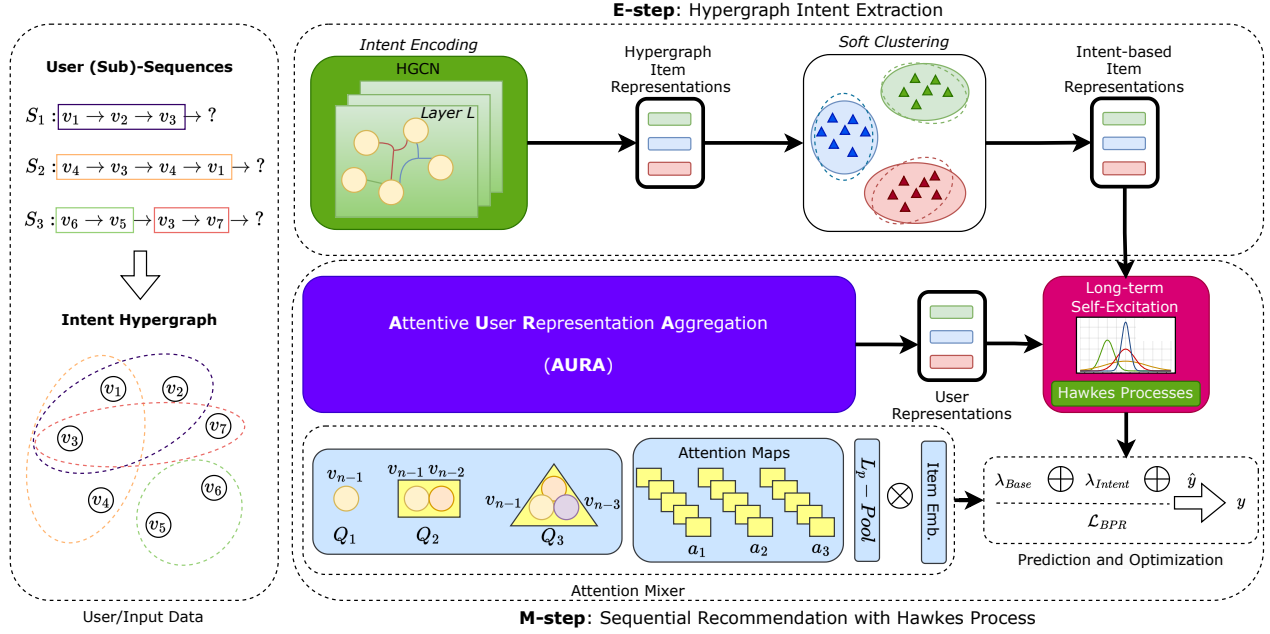 E-step: Hypergraph Intent Extraction
User (Sub)-Sequences
S₁ : v₁ → v₂ → v₃ → ?
S₂ : v₄ → v₃ → v₄ → v₁ → ?
S₃ : v₆ → v₅ → v₃ → v₇ → ?
Intent Hypergraph
v₁
v₂
v₃
v₇
v₄
v₆
v₅
User/Input Data
Intent Encoding
HGCN
Layer L
Hypergraph
Item
Representations
Soft Clustering
Intent-based
Item
Representations
Attentive User Representation Aggregation
(AURA)
User
Representations
Long-term
Self-Excitation
Hawkes Processes
vₙ₋₁
Q₁
vₙ₋₁ vₙ₋₂
Q₂
vₙ₋₁
vₙ₋₃
Q₃
Attention Maps
a₁
a₂
a₃
Lₚ − Pool
⊗
Item Emb.
Attention Mixer
λ_Base ⊕ λ_Intent ⊕ ŷ
ℒ_BPR
y
Prediction and Optimization
M-step: Sequential Recommendation with Hawkes Process